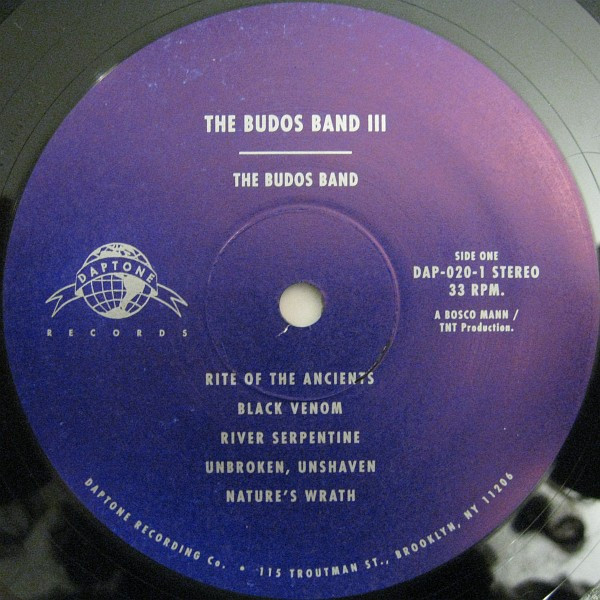 THE BUDOS BAND III
THE BUDOS BAND
DAPTONE
RECORDS
SIDE ONE
DAP-020-1 STEREO
33 RPM.
A BOSCO MANN /
TNT Production.
RITE OF THE ANCIENTS
BLACK VENOM
RIVER SERPENTINE
UNBROKEN, UNSHAVEN
NATURE'S WRATH
DAPTONE RECORDING Co. • 115 TROUTMAN ST., BROOKLYN, NY 11206